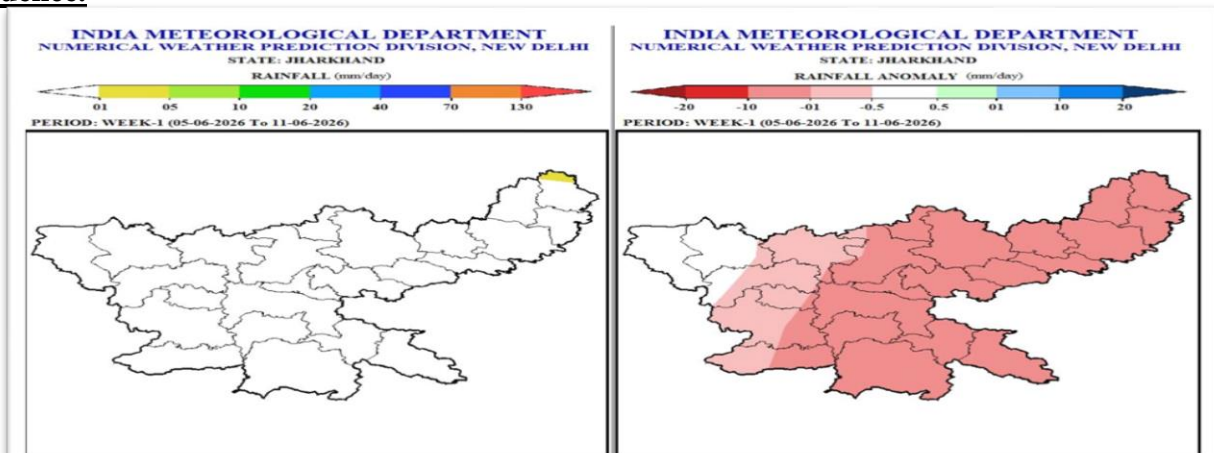 INDIA METEOROLOGICAL DEPARTMENT
NUMERICAL WEATHER PREDICTION DIVISION, NEW DELHI
STATE: JHARKHAND
RAINFALL (mm/day)
01 05 10 20 40 70 130
PERIOD: WEEK-1 (05-06-2026 To 11-06-2026)
INDIA METEOROLOGICAL DEPARTMENT
NUMERICAL WEATHER PREDICTION DIVISION, NEW DELHI
STATE: JHARKHAND
RAINFALL ANOMALY (mm/day)
-20 -10 -01 -0.5 0.5 01 10 20
PERIOD: WEEK-1 (05-06-2026 To 11-06-2026)